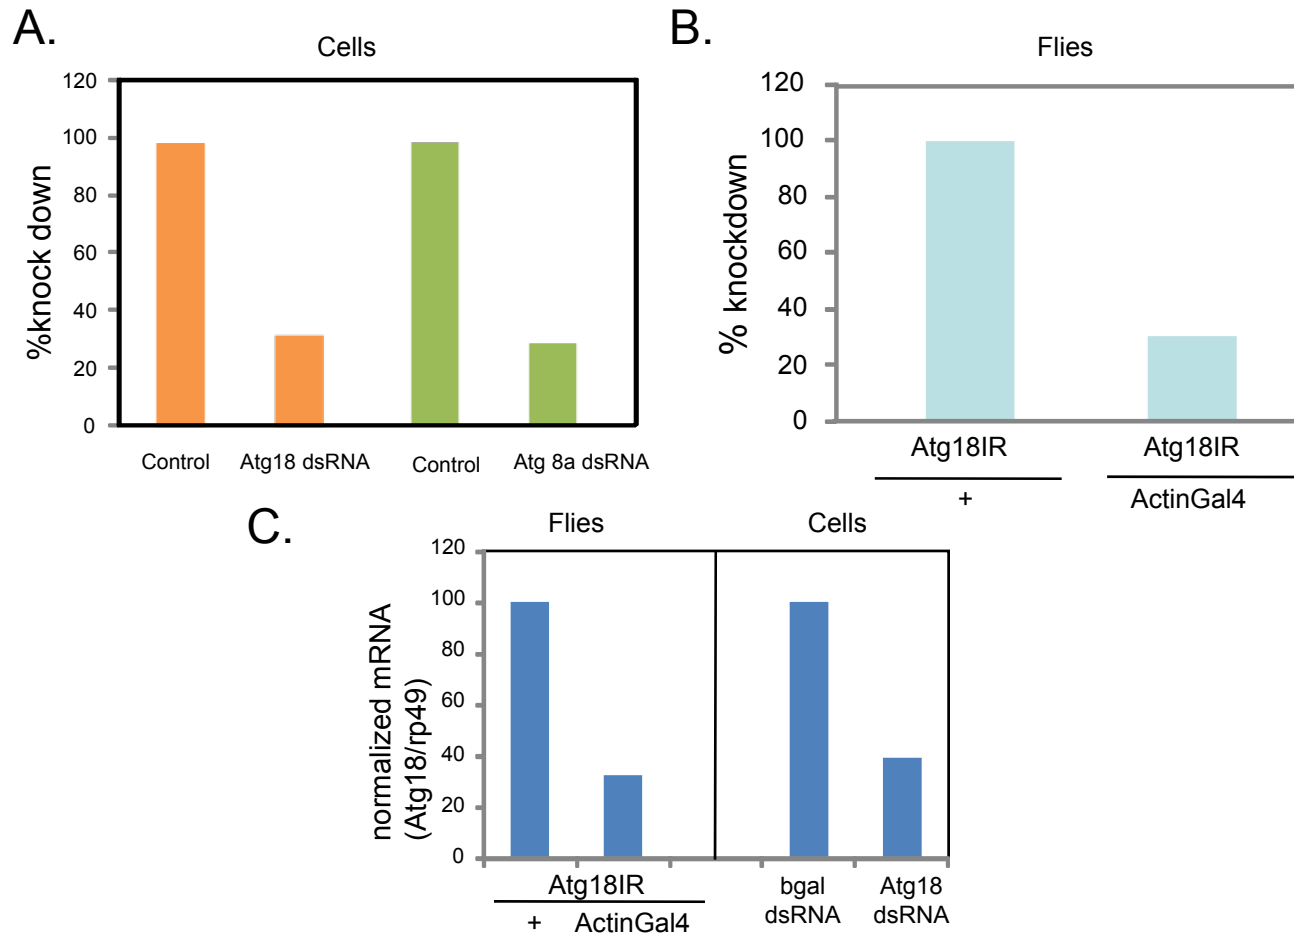 A.
Cells
120
100
80
60
40
20
0
%knock down
Control
Atg18 dsRNA
Control
Atg 8a dsRNA
B.
Flies
120
100
80
60
40
20
0
% knockdown
Atg18IR
+
Atg18IR
ActinGal4
C.
Flies
Cells
120
100
80
60
40
20
0
normalized mRNA
(Atg18/rp49)
Atg18IR
+ ActinGal4
bgal
dsRNA
Atg18
dsRNA